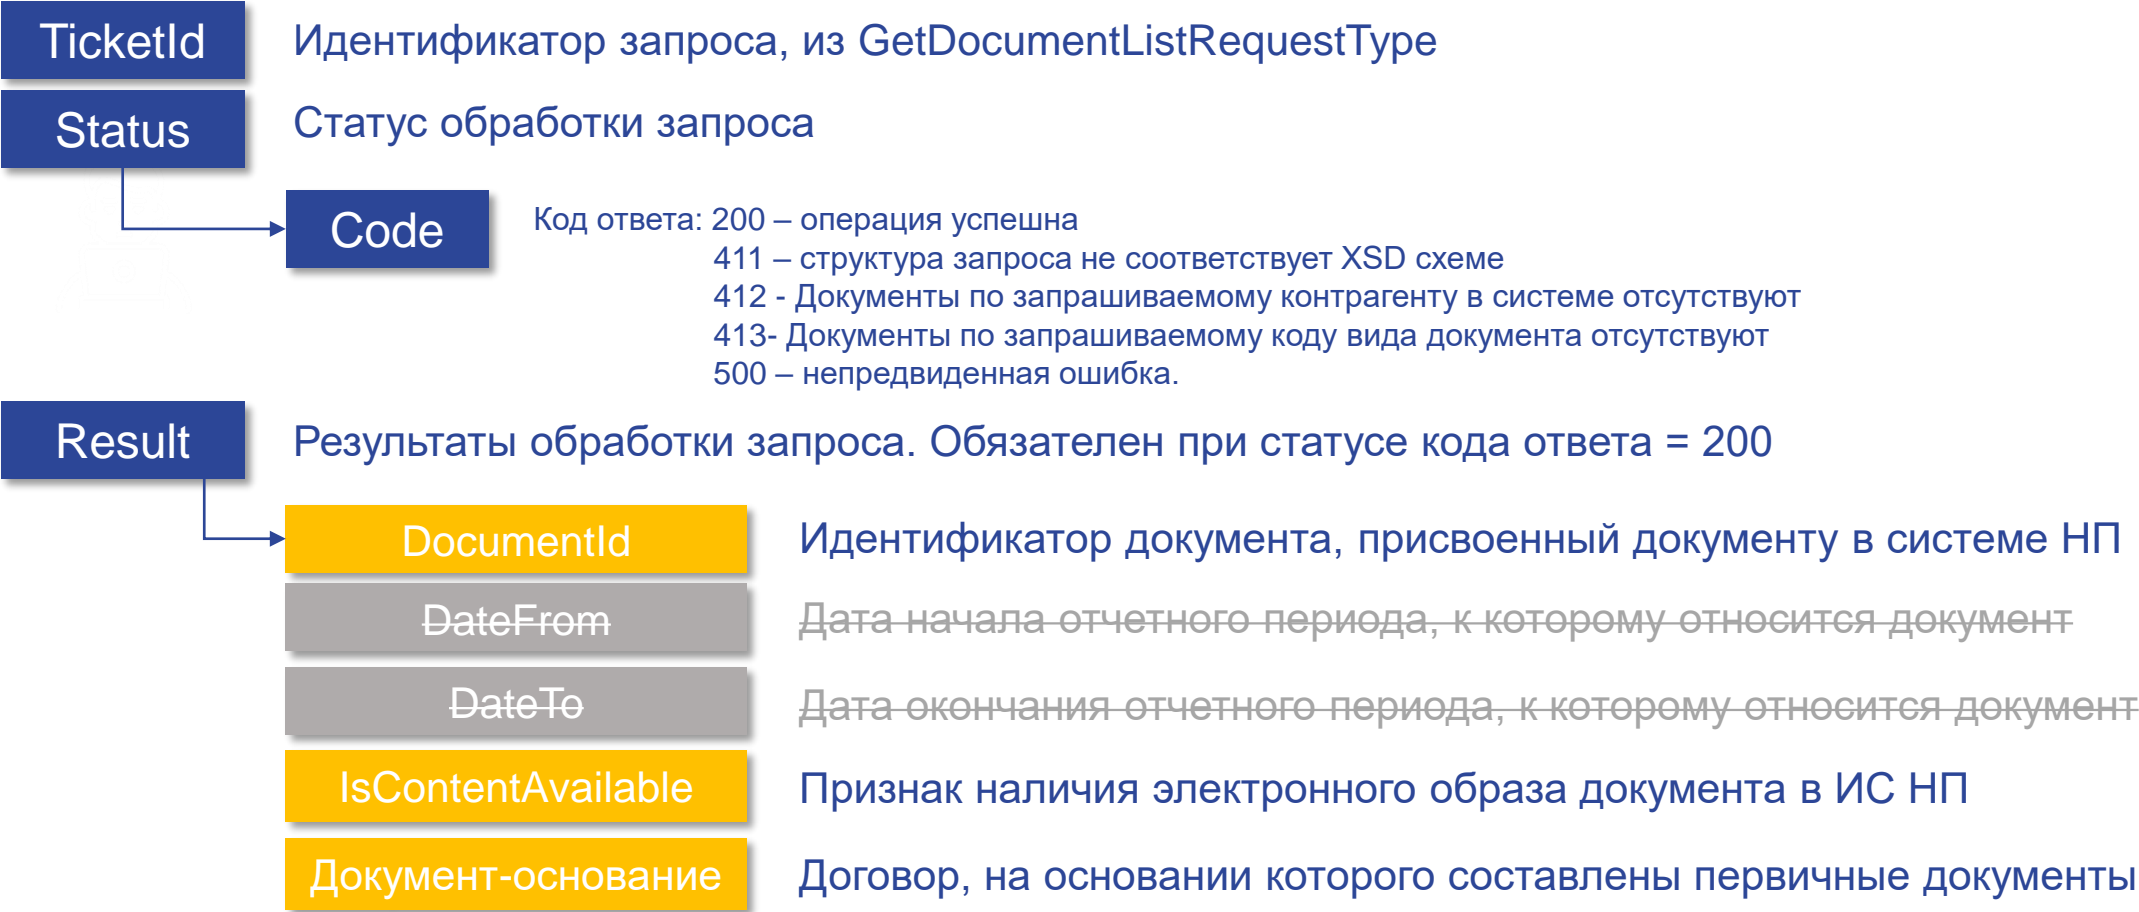 TicketId Идентификатор запроса, из GetDocumentListRequestType
Status Статус обработки запроса
Code Код ответа: 200 – операция успешна
411 – структура запроса не соответствует XSD схеме
412 - Документы по запрашиваемому контрагенту в системе отсутствуют
413- Документы по запрашиваемому коду вида документа отсутствуют
500 – непредвиденная ошибка.
Result Результаты обработки запроса. Обязателен при статусе кода ответа = 200
DocumentId Идентификатор документа, присвоенный документу в системе НП
DateFrom Дата начала отчетного периода, к которому относится документ
DateTo Дата окончания отчетного периода, к которому относится документ
IsContentAvailable Признак наличия электронного образа документа в ИС НП
Документ-основание Договор, на основании которого составлены первичные документы